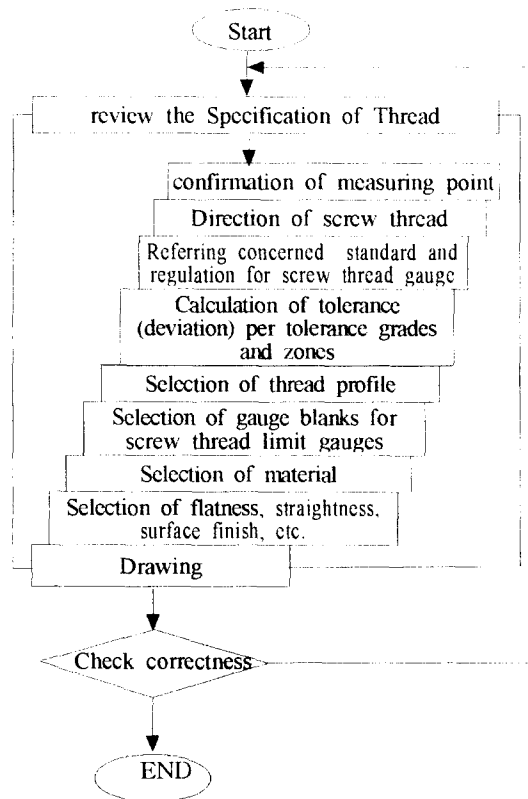 Start
review the Specification of Thread
confirmation of measuring point
Direction of screw thread
Referring concerned standard and
regulation for screw thread gauge
Calculation of tolerance
(deviation) per tolerance grades
and zones
Selection of thread profile
Selection of gauge blanks for
screw thread limit gauges
Selection of material
Selection of flatness, straightness,
surface finish, etc.
Drawing
Check correctness
END